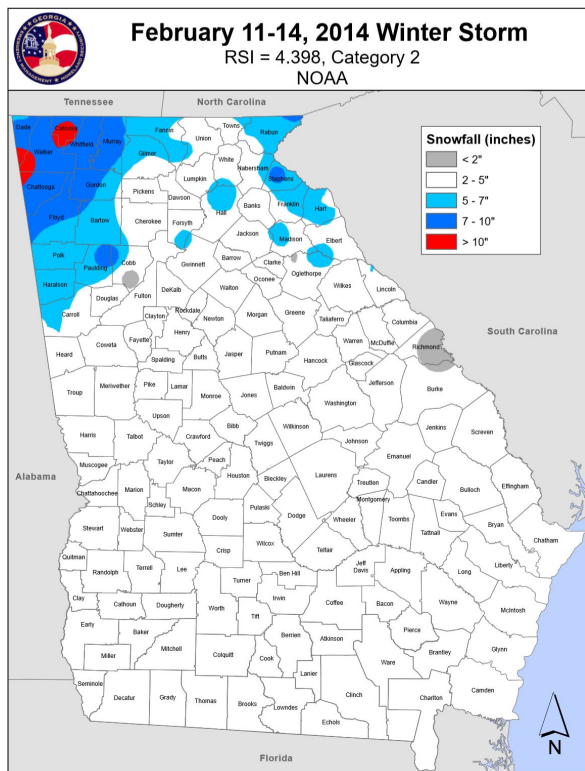 February 11-14, 2014 Winter Storm
RSI = 4.398, Category 2
NOAA
GEORGIA
EMERGENCY MANAGEMENT HOMELAND SECURITY
Tennessee
North Carolina
Snowfall (inches)
< 2"
2 - 5"
5 - 7"
7 - 10"
> 10"
Dade
Catoosa
Walker
Whitfield
Murray
Fannin
Union
Towns
Rabun
Gilmer
White
Habersham
Stephens
Chattooga
Gordon
Pickens
Lumpkin
Dawson
Hall
Banks
Franklin
Hart
Floyd
Bartow
Cherokee
Forsyth
Jackson
Madison
Elbert
Polk
Paulding
Cobb
Gwinnett
Barrow
Clarke
Oglethorpe
Oconee
Wilkes
Lincoln
Haralson
Douglas
Fulton
DeKalb
Walton
Morgan
Greene
Taliaferro
Columbia
McDuffie
Warren
Richmond
South Carolina
Carroll
Clayton
Rockdale
Newton
Henry
Fayette
Coweta
Heard
Spalding
Butts
Jasper
Putnam
Hancock
Glascock
Jefferson
Burke
Troup
Meriwether
Pike
Lamar
Monroe
Jones
Baldwin
Washington
Upson
Bibb
Wilkinson
Jenkins
Screven
Harris
Talbot
Crawford
Twiggs
Johnson
Emanuel
Alabama
Muscogee
Taylor
Peach
Houston
Bleckley
Laurens
Treutlen
Candler
Bulloch
Effingham
Chattahoochee
Marion
Macon
Schley
Montgomery
Evans
Bryan
Chatham
Stewart
Webster
Sumter
Dooly
Pulaski
Dodge
Wheeler
Toombs
Tattnall
Quitman
Crisp
Wilcox
Telfair
Liberty
Randolph
Terrell
Lee
Turner
Ben Hill
Jeff
Davis
Appling
Long
Clay
Calhoun
Dougherty
Worth
Tift
Irwin
Coffee
Bacon
Wayne
McIntosh
Early
Baker
Mitchell
Colquitt
Berrien
Atkinson
Pierce
Miller
Cook
Ware
Brantley
Glynn
Lanier
Seminole
Decatur
Grady
Thomas
Brooks
Lowndes
Clinch
Charlton
Camden
Echols
Florida
N